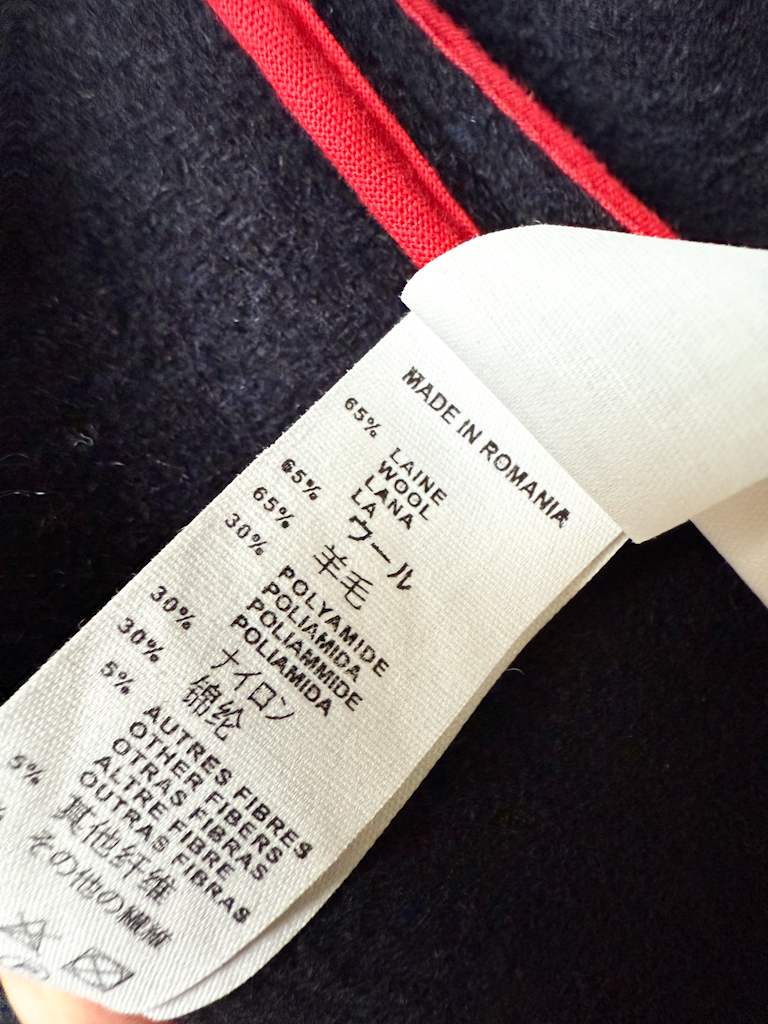 MADE IN ROMANIA
65% LAINE
WOOL
LANA
LA
65% ウール
65% 羊毛
30% POLYAMIDE
POLIAMIDA
POLIAMMIDE
POLIAMIDA
30% ナイロン
30% 锦纶
5% AUTRES FIBRES
OTHER FIBERS
OTRAS FIBRAS
ALTRE FIBRE
OUTRAS FIBRAS
5% 其他纤维
その他の繊維